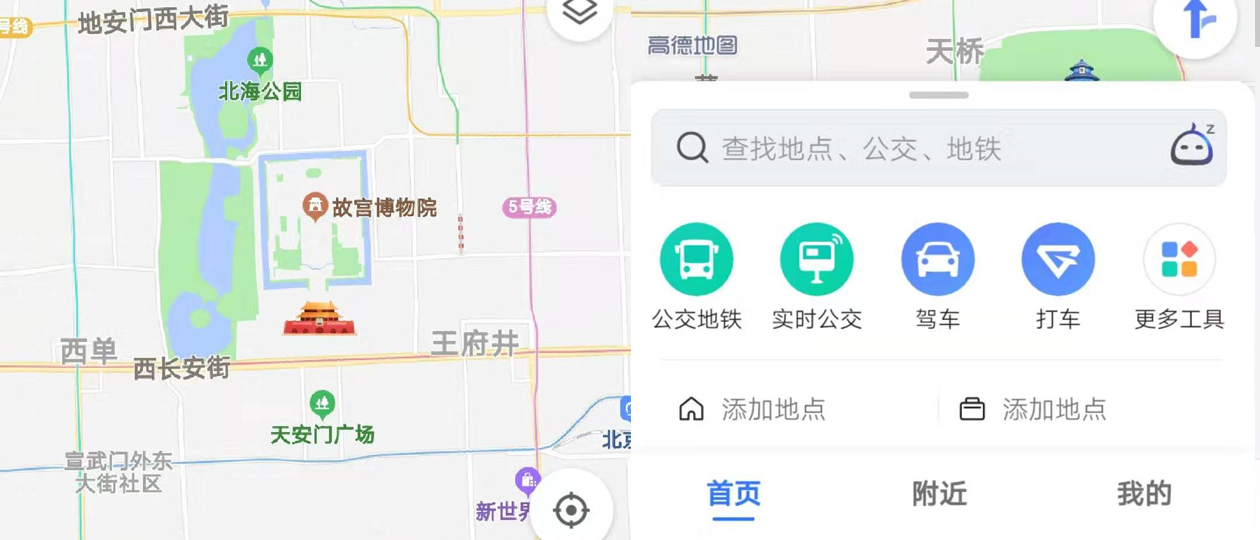 号线
地安门西大街
北海公园
故宫博物院
5号线
西单
王府井
西长安街
天安门广场
宣武门外东
大街社区
北京
新世界
高德地图
天桥
查找地点、公交、地铁
z
公交地铁
实时公交
驾车
打车
更多工具
添加地点
添加地点
首页
附近
我的